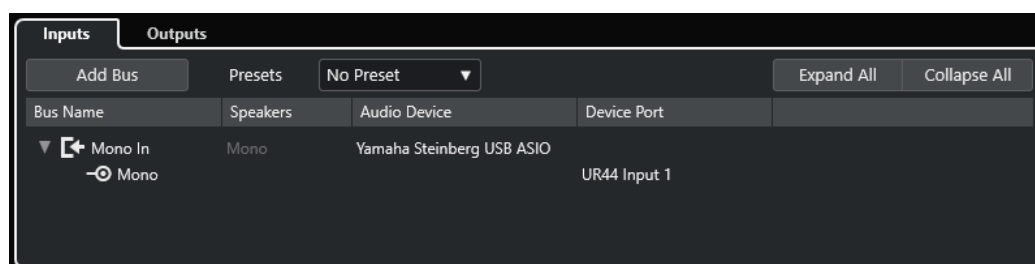 Inputs Outputs
Add Bus Presets No Preset Expand All Collapse All
Bus Name Speakers Audio Device Device Port
Mono In Mono Yamaha Steinberg USB ASIO
Mono UR44 Input 1